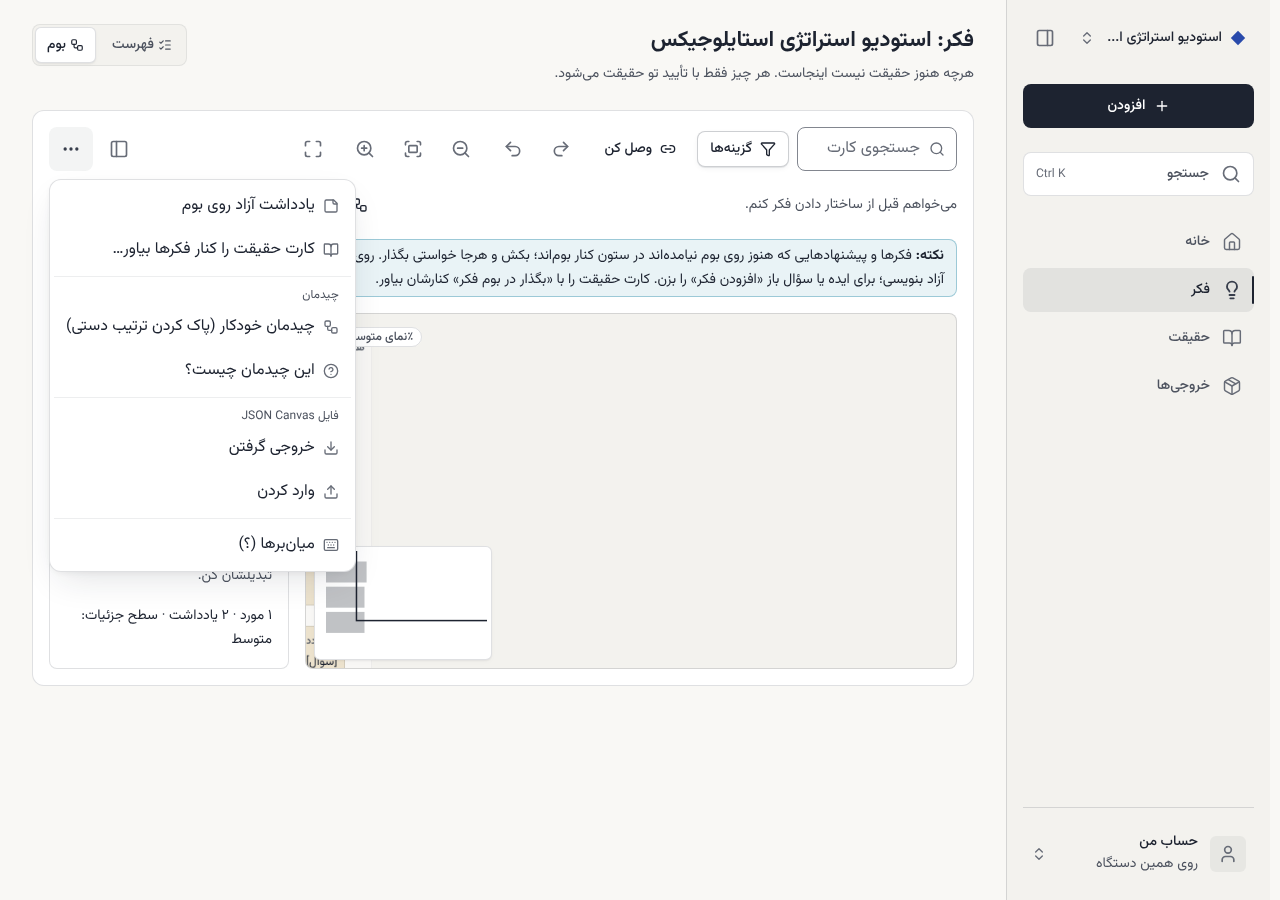 استودیو استراتژی ا...
افزودن
جستجو
Ctrl K
خانه
فکر
حقیقت
خروجی‌ها
حساب من
روی همین دستگاه
فکر: استودیو استراتژی استایلوجیکس
هرچه هنوز حقیقت نیست اینجاست. هر چیز فقط با تأیید تو حقیقت می‌شود.
فهرست
بوم
جستجوی کارت
گزینه‌ها
وصل کن
می‌خواهم قبل از ساختار دادن فکر کنم.
نکته: فکرها و پیشنهادهایی که هنوز روی بوم نیامده‌اند در ستون کنار بوم‌اند؛ بکش و هرجا خواستی بگذار. روی
آزاد بنویسی؛ برای ایده یا سؤال باز «افزودن فکر» را بزن. کارت حقیقت را با «بگذار در بوم فکر» کنارشان بیاور.
یادداشت آزاد روی بوم
کارت حقیقت را کنار فکرها بیاور...
چیدمان
چیدمان خودکار (پاک کردن ترتیب دستی)
این چیدمان چیست؟
فایل JSON Canvas
خروجی گرفتن
وارد کردن
میان‌برها (؟)
[سؤال]
تبدیلشان کن.
۱ مورد · ۲ یادداشت · سطح جزئیات:
متوسط